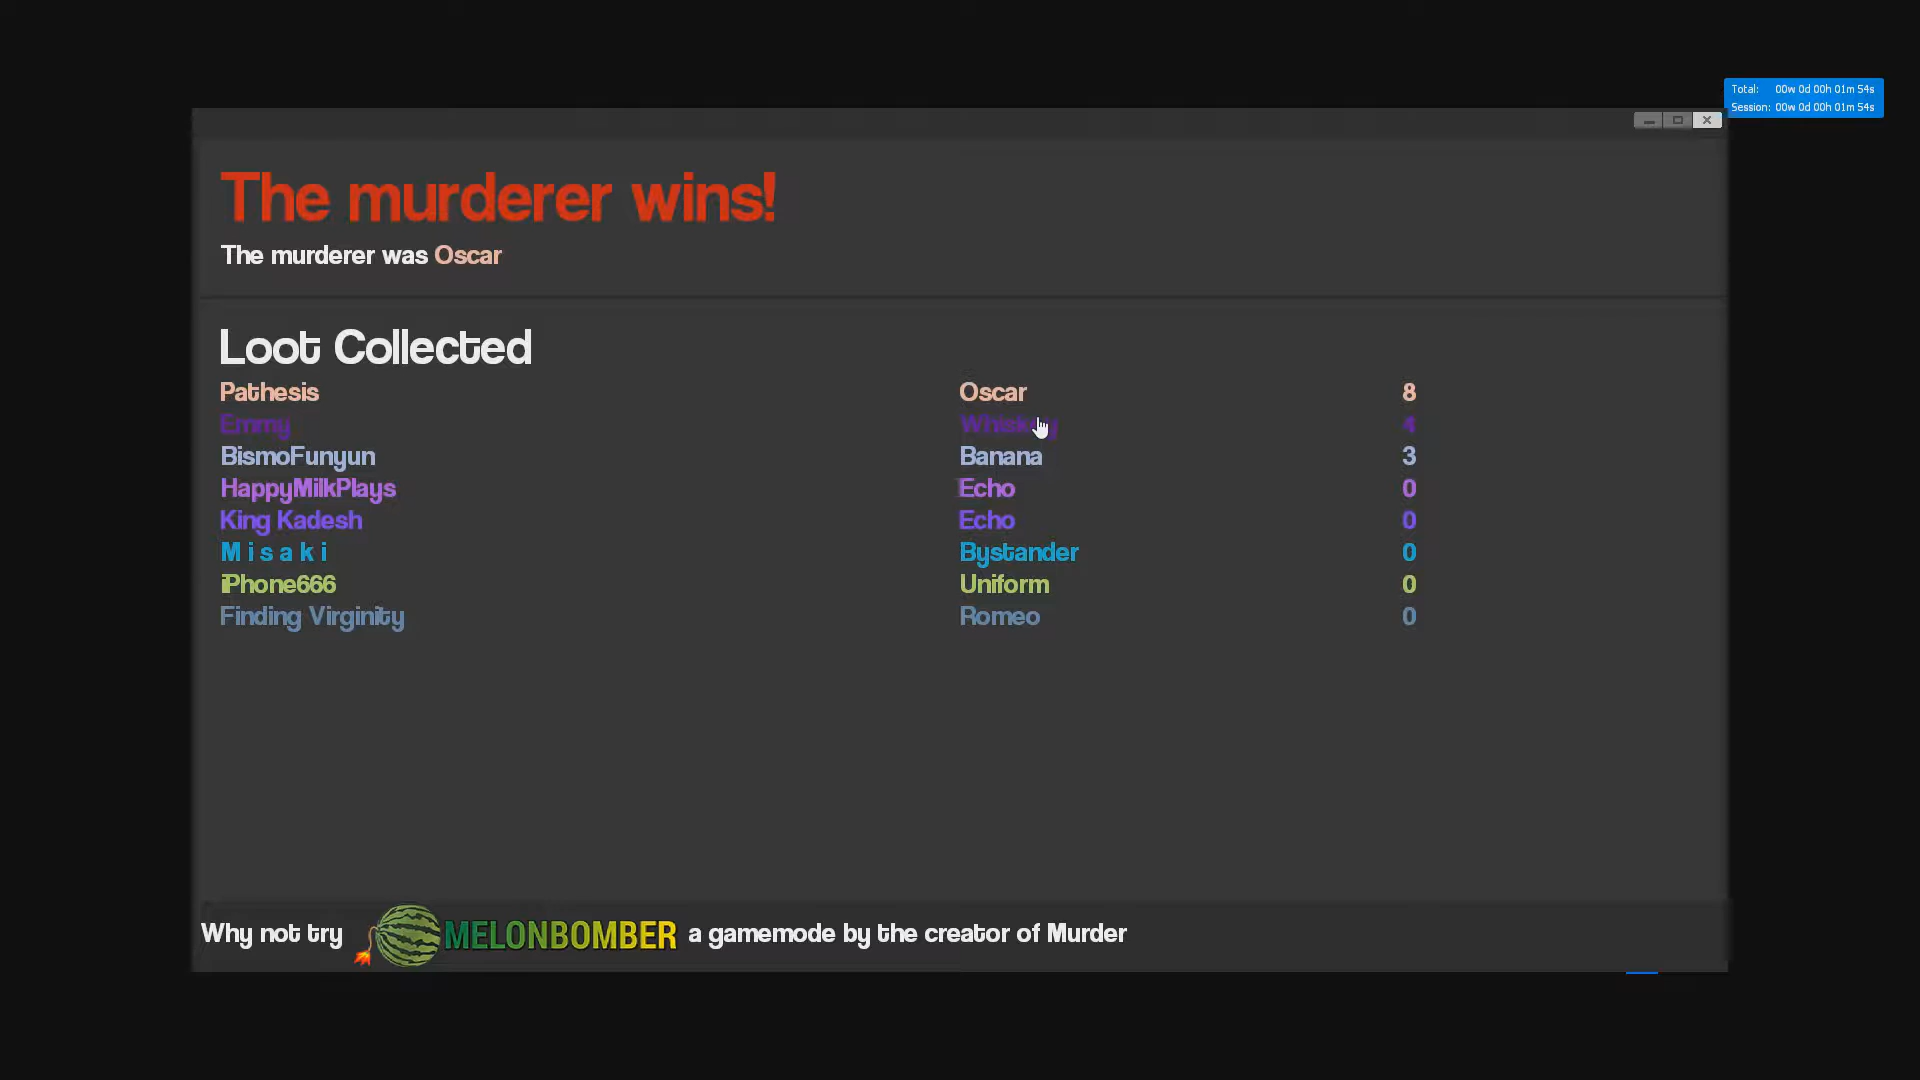 Total: 00w 0d 00h 01m 54s
Session: 00w 0d 00h 01m 54s
The murderer wins!
The murderer was Oscar
Loot Collected
Pathesis Oscar 8
Emmy Whiskey 4
BismoFunyun Banana 3
HappyMilkPlays Echo 0
King Kadesh Echo 0
M i s a k i Bystander 0
iPhone666 Uniform 0
Finding Virginity Romeo 0
Why not try MELONBOMBER a gamemode by the creator of Murder